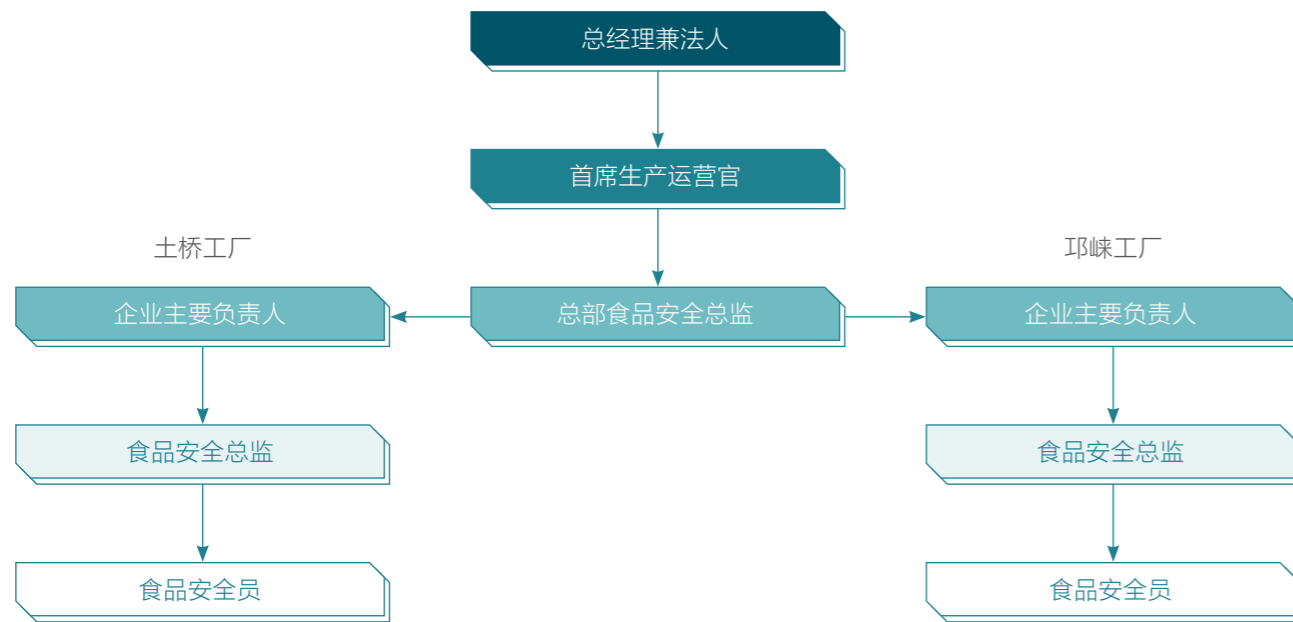 总经理兼法人
首席生产运营官
土桥工厂
邛崃工厂
企业主要负责人
总部食品安全总监
企业主要负责人
食品安全总监
食品安全总监
食品安全员
食品安全员